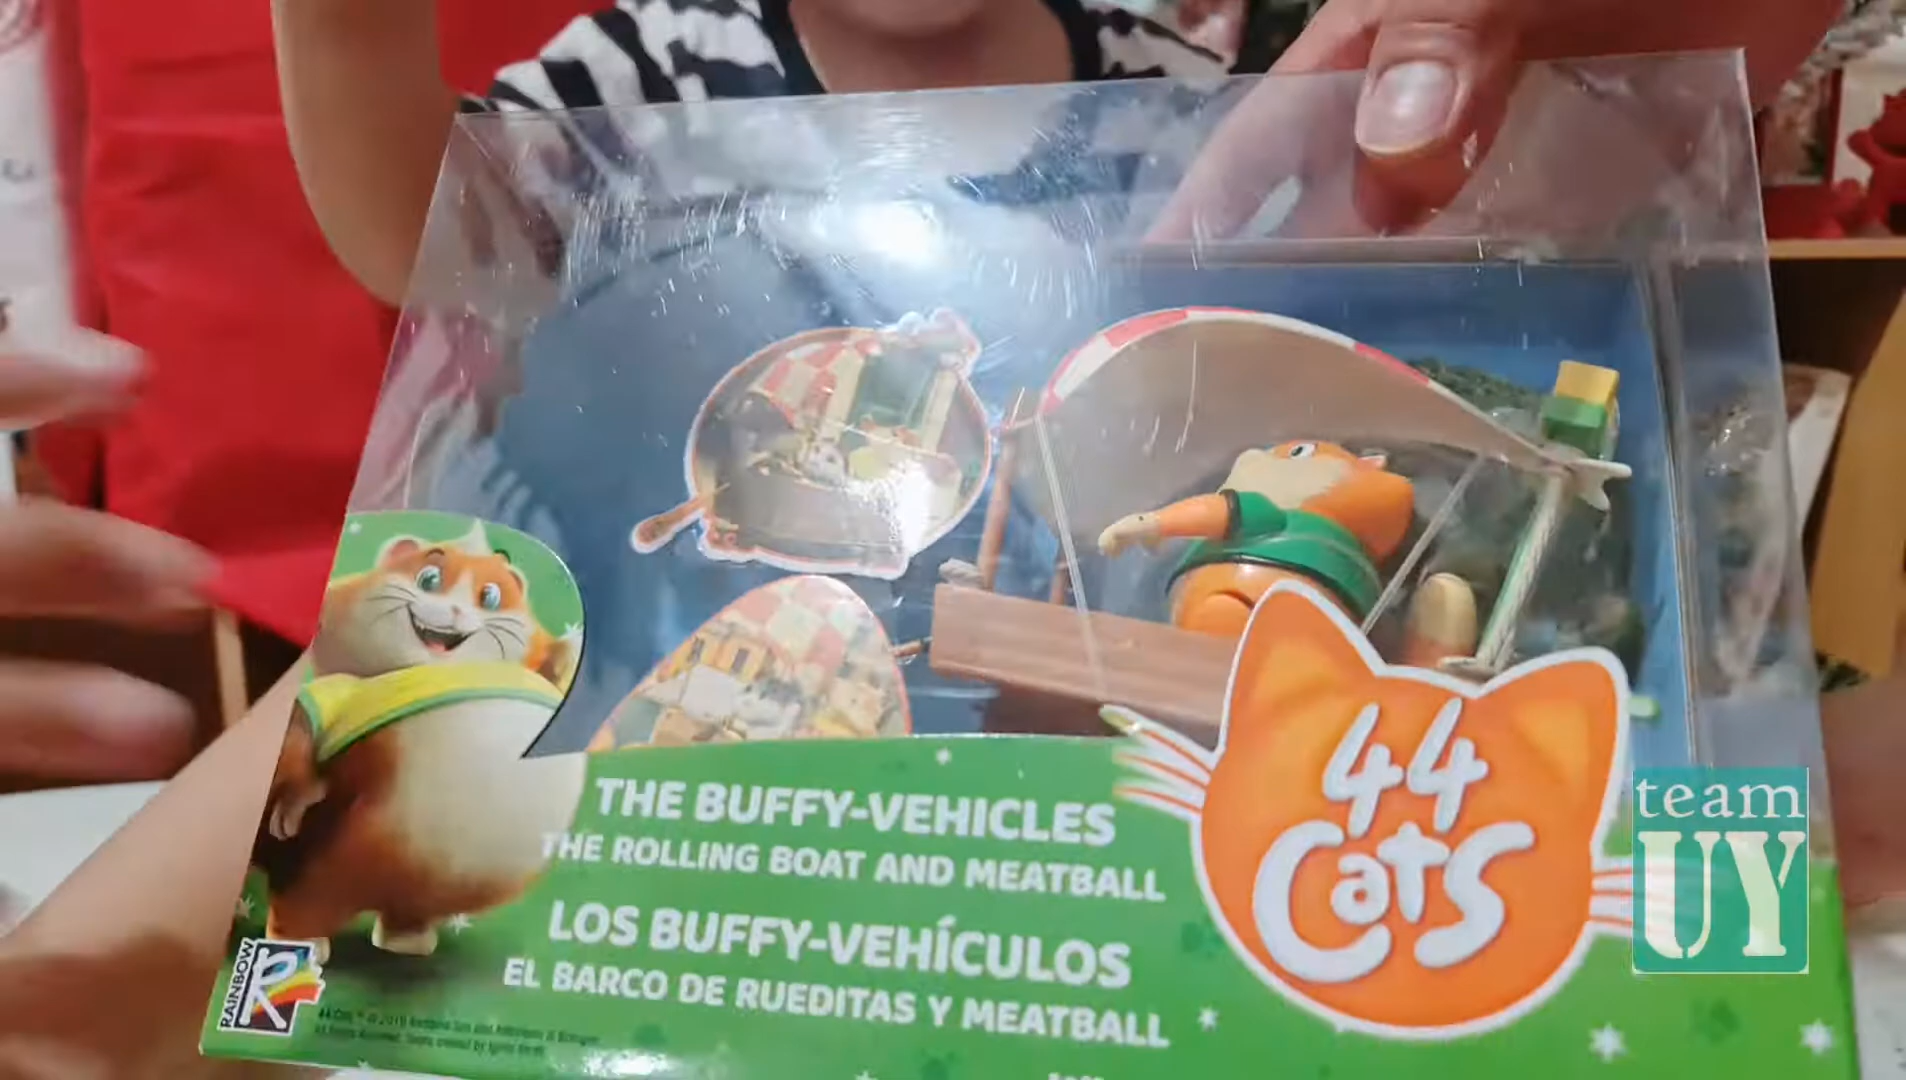 44
Cats
THE BUFFY-VEHICLES
THE ROLLING BOAT AND MEATBALL
LOS BUFFY-VEHÍCULOS
EL BARCO DE RUEDITAS Y MEATBALL
RAINBOW
team
UY